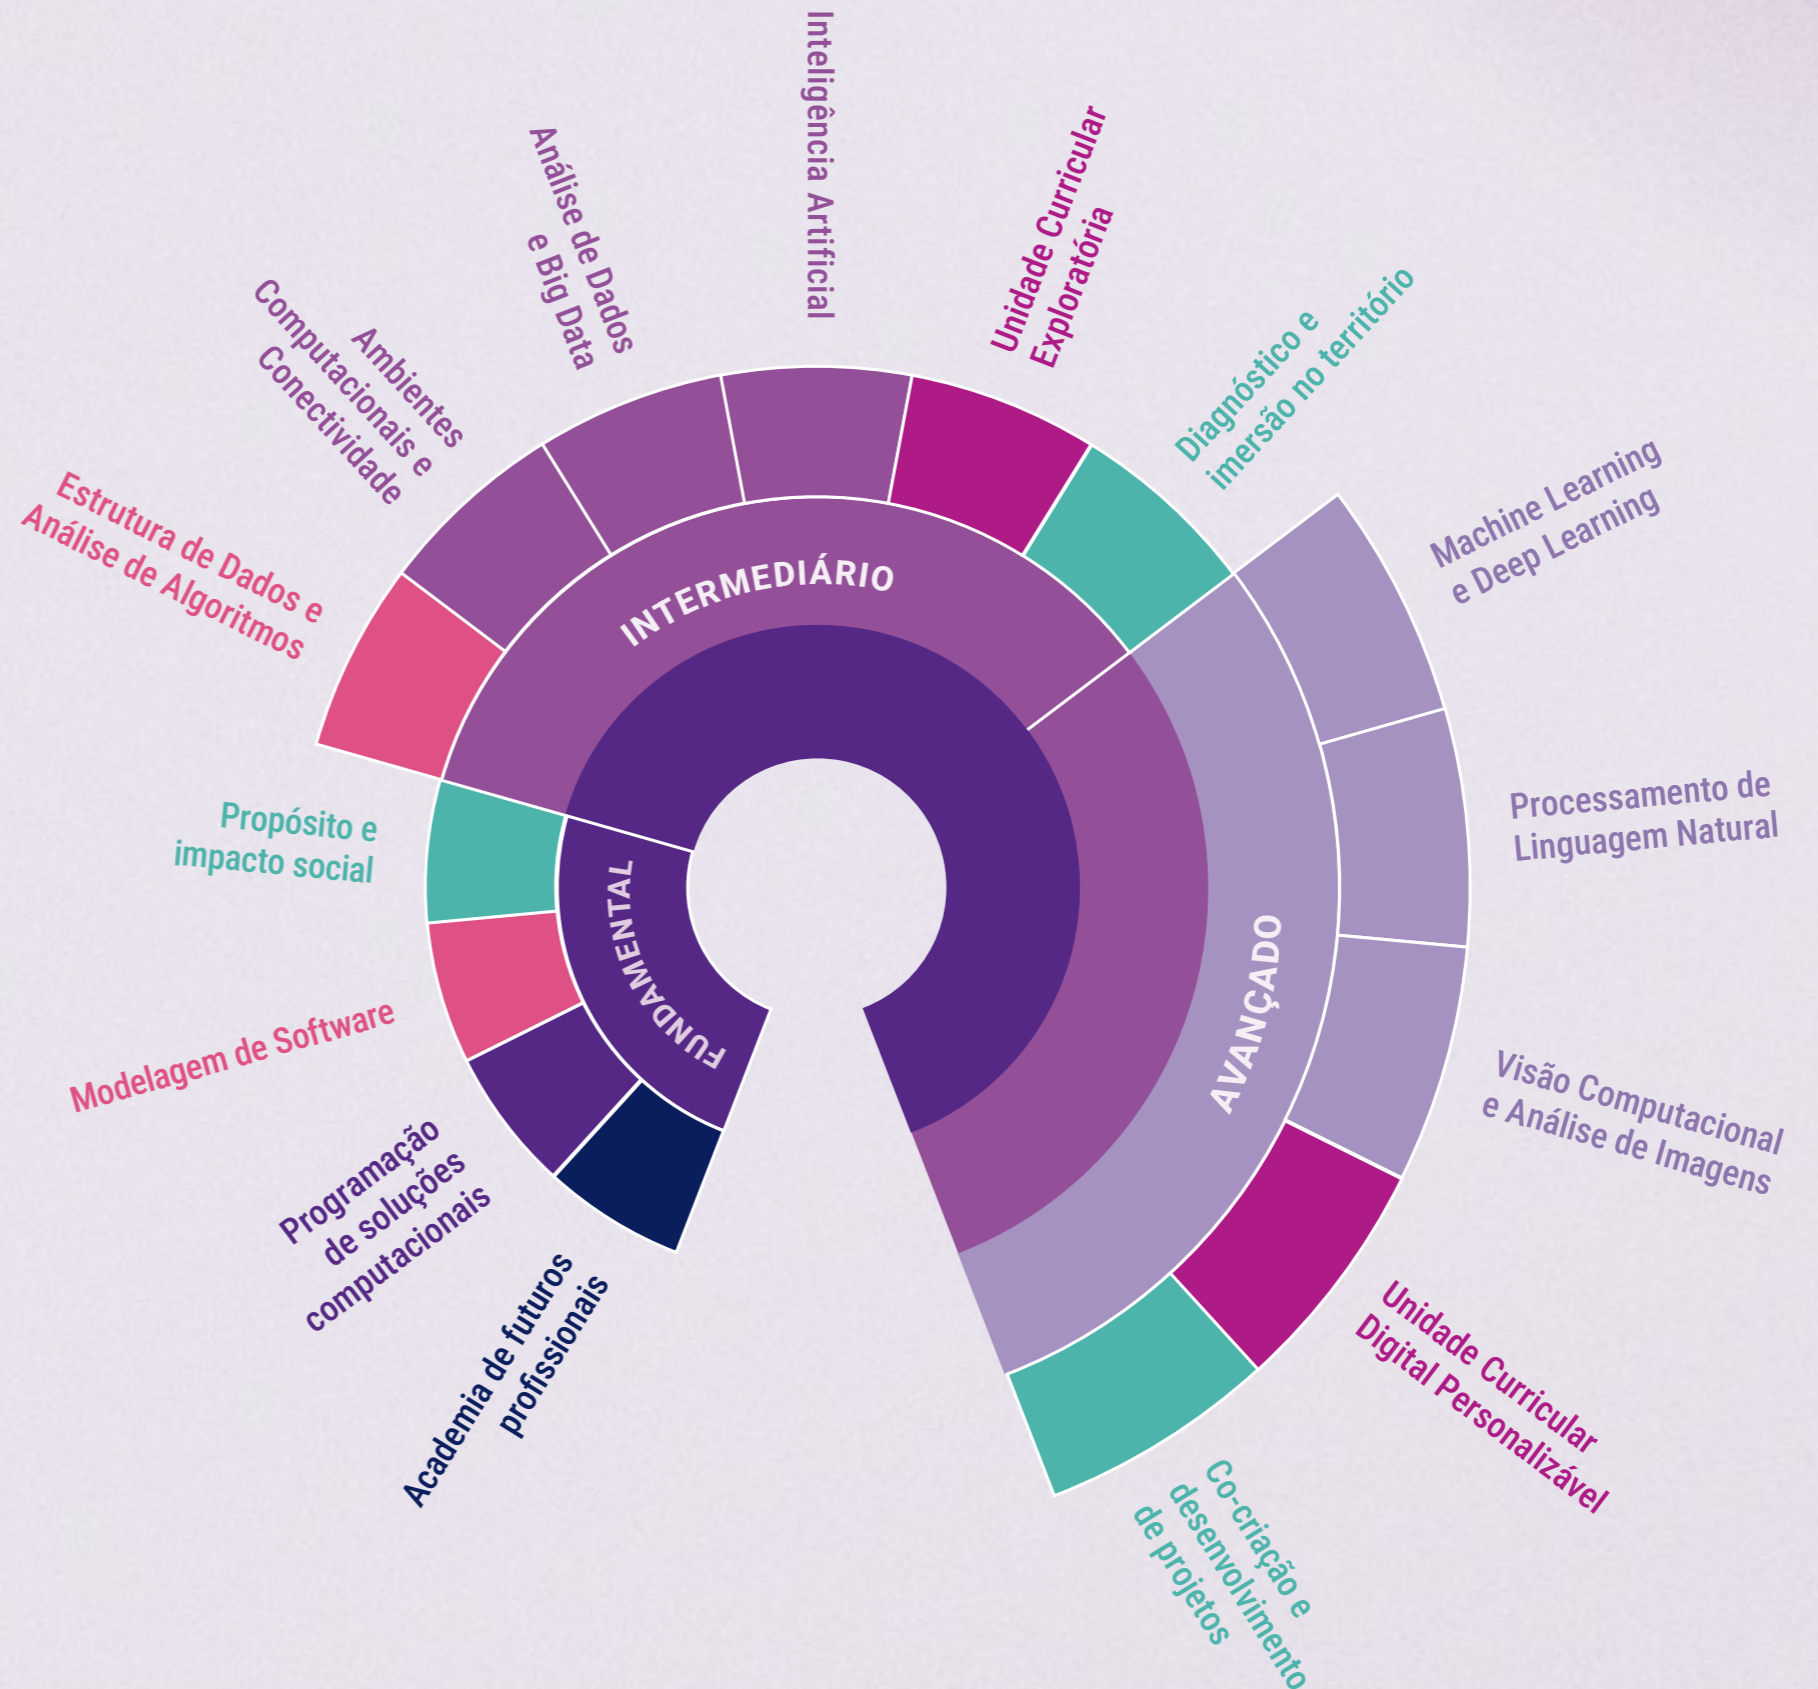 FUNDAMENTAL
Academia de futuros
profissionais
Programação
de soluções
computacionais
Modelagem de Software
Propósito e
impacto social
INTERMEDIÁRIO
Estrutura de Dados e
Análise de Algoritmos
Ambientes
Computacionais e
Conectividade
Análise de Dados
e Big Data
Inteligência Artificial
Unidade Curricular
Exploratória
Diagnóstico e
imersão no território
AVANÇADO
Machine Learning
e Deep Learning
Processamento de
Linguagem Natural
Visão Computacional
e Análise de Imagens
Unidade Curricular
Digital Personalizável
Co-criação e
desenvolvimento
de projetos